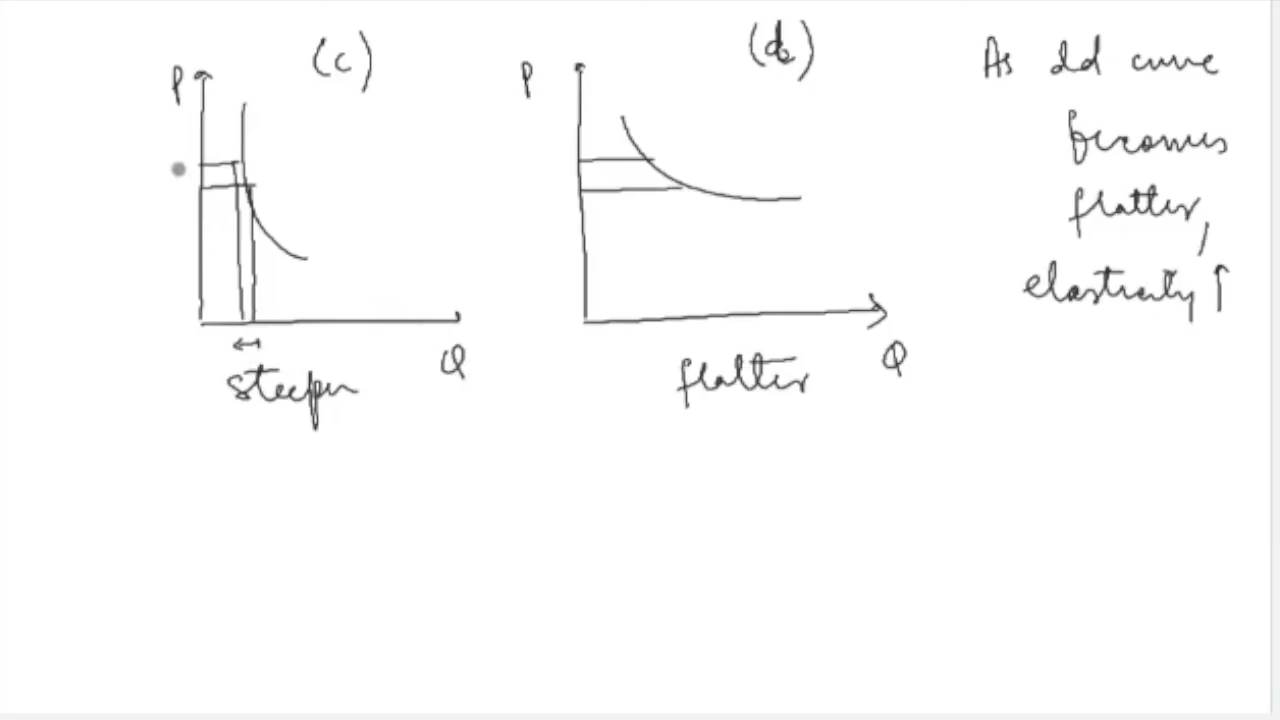 (c)
P
Q
steeper
(d)
P
Q
flatter
As dd curve
becomes
flatter,
elasticity ↑